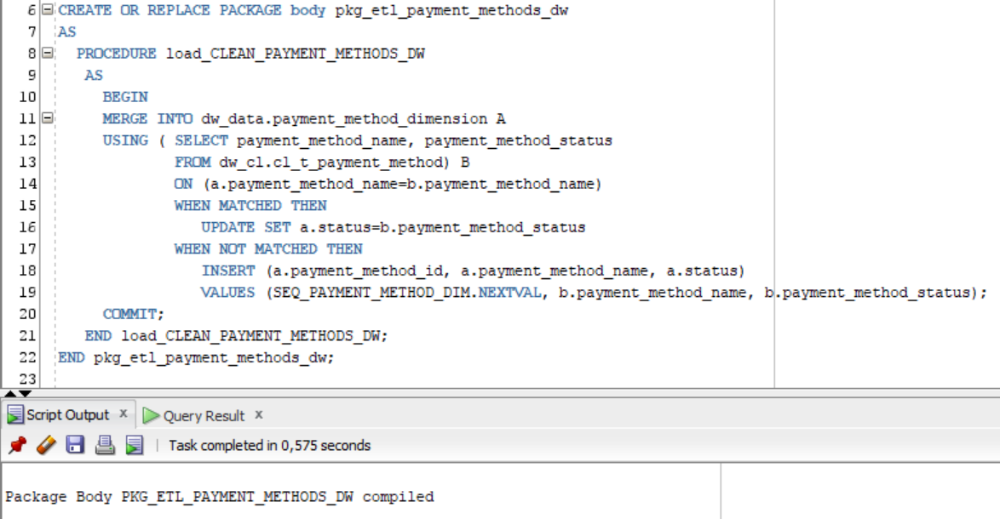 6 CREATE OR REPLACE PACKAGE body pkg_etl_payment_methods_dw
7 AS
8 PROCEDURE load_CLEAN_PAYMENT_METHODS_DW
9 AS
10 BEGIN
11 MERGE INTO dw_data.payment_method_dimension A
12 USING ( SELECT payment_method_name, payment_method_status
13 FROM dw_cl.cl_t_payment_method) B
14 ON (a.payment_method_name=b.payment_method_name)
15 WHEN MATCHED THEN
16 UPDATE SET a.status=b.payment_method_status
17 WHEN NOT MATCHED THEN
18 INSERT (a.payment_method_id, a.payment_method_name, a.status)
19 VALUES (SEQ_PAYMENT_METHOD_DIM.NEXTVAL, b.payment_method_name, b.payment_method_status);
20 COMMIT;
21 END load_CLEAN_PAYMENT_METHODS_DW;
22 END pkg_etl_payment_methods_dw;
23
Script Output x Query Result x
Task completed in 0,575 seconds
Package Body PKG_ETL_PAYMENT_METHODS_DW compiled